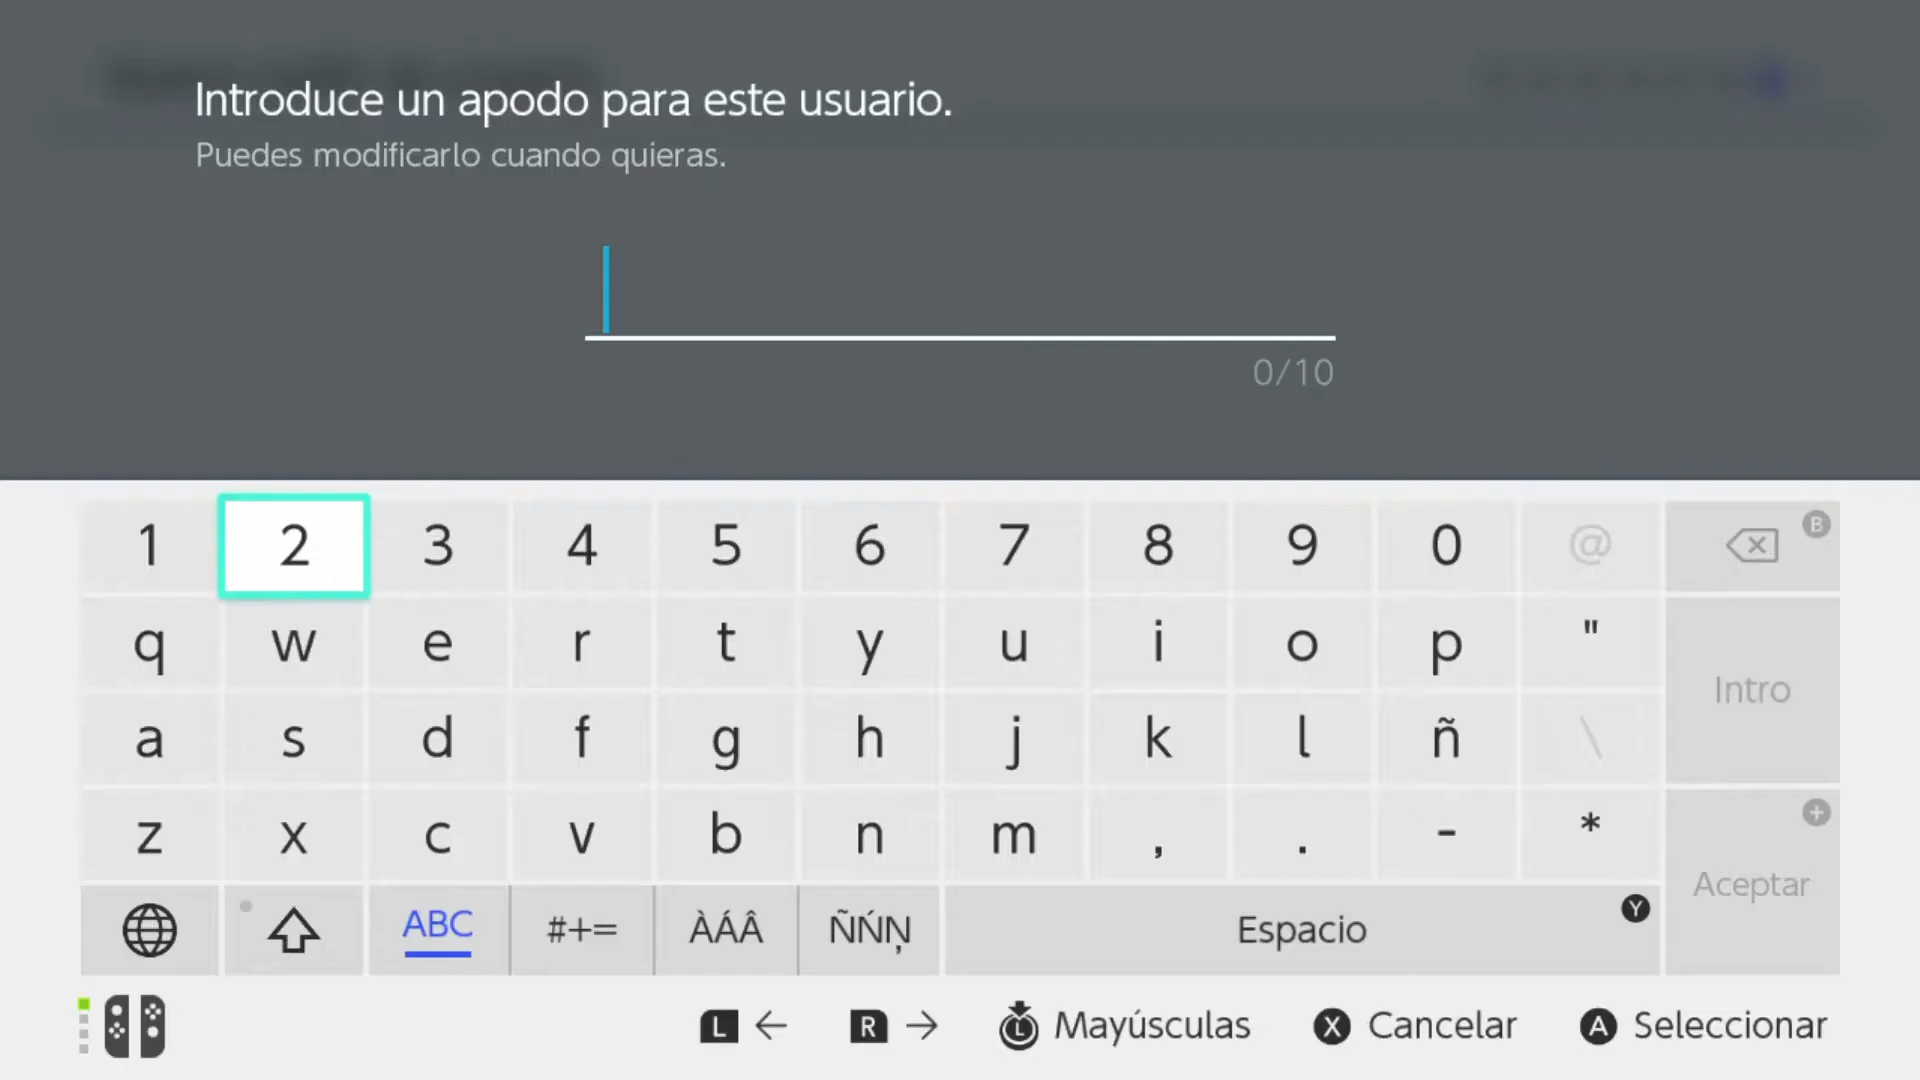 Introduce un apodo para este usuario.
Puedes modificarlo cuando quieras.
0/10
1 2 3 4 5 6 7 8 9 0 @ B
q w e r t y u i o p "
Intro
a s d f g h j k l ñ \
z x c v b n m , . - *
+
Aceptar
ABC #+= ÀÁÂ ÑŃŅ Espacio Y
L ← R → L Mayúsculas X Cancelar A Seleccionar